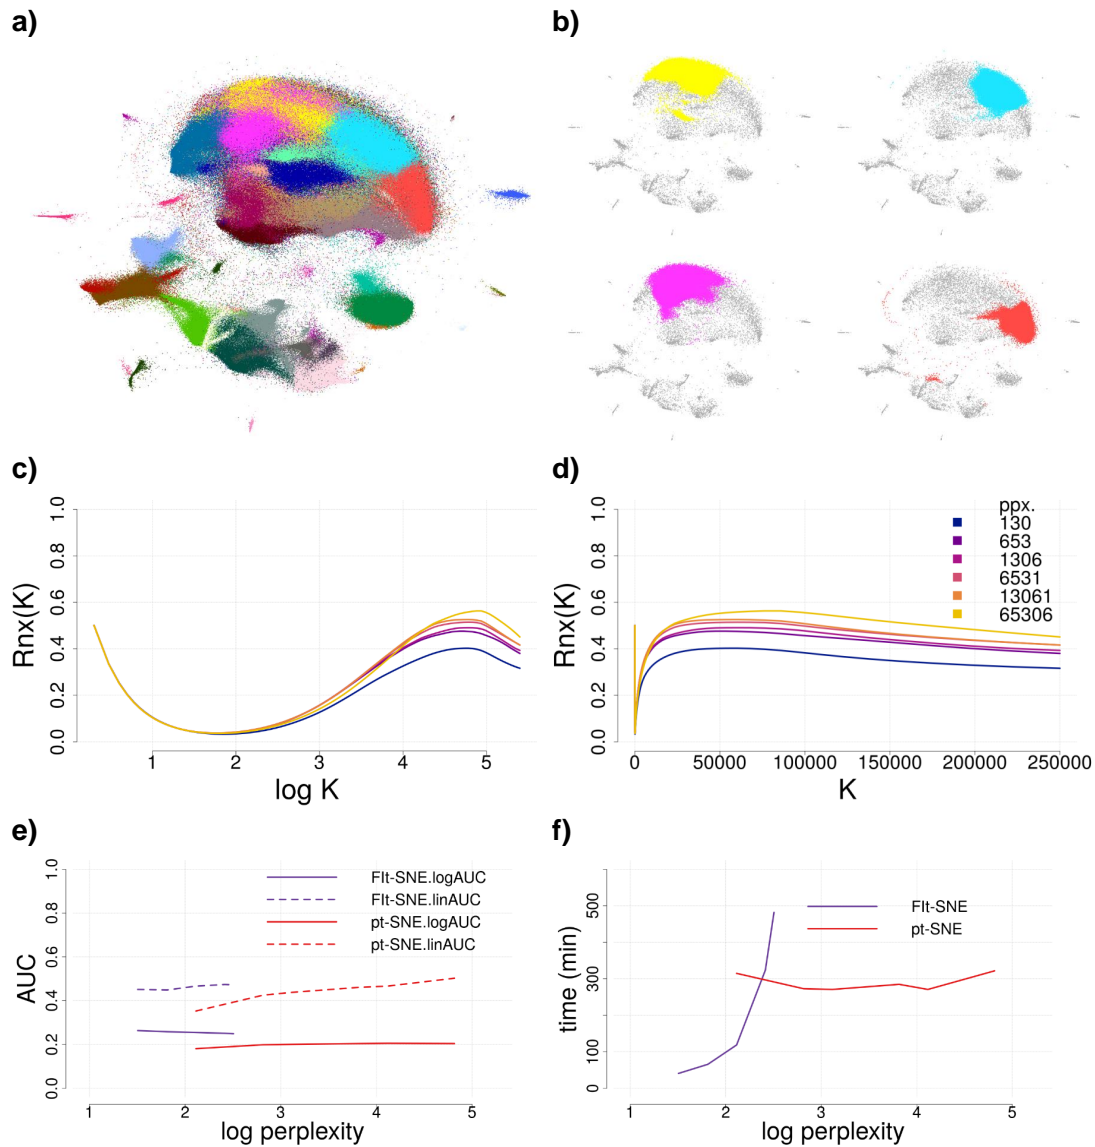 a)
b)
c)
d)
Rnx(K)
0.0 0.2 0.4 0.6 0.8 1.0
1 2 3 4 5
log K
Rnx(K)
0.0 0.2 0.4 0.6 0.8 1.0
ppx.
130
653
1306
6531
13061
65306
0 50000 100000 150000 200000 250000
K
e)
f)
AUC
0.0 0.2 0.4 0.6 0.8 1.0
FIt-SNE.logAUC
FIt-SNE.linAUC
pt-SNE.logAUC
pt-SNE.linAUC
1 2 3 4 5
log perplexity
time (min)
0 100 300 500
FIt-SNE
pt-SNE
1 2 3 4 5
log perplexity